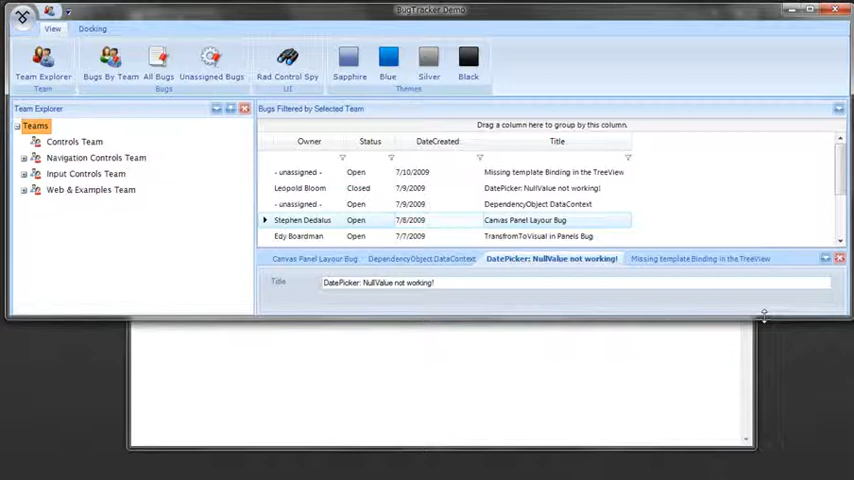 BugTracker Demo
View Docking
Team Explorer Bugs By Team All Bugs Unassigned Bugs Rad Control Spy Sapphire Blue Silver Black
Team Bugs UI Themes
Team Explorer
Bugs Filtered by Selected Team
Teams
Controls Team
Navigation Controls Team
Input Controls Team
Web & Examples Team
Drag a column here to group by this column.
Owner Status DateCreated Title
- unassigned - Open 7/10/2009 Missing template Binding in the TreeView
Leopold Bloom Closed 7/9/2009 DatePicker: NullValue not working!
- unassigned - Open 7/9/2009 DependencyObject DataContext
Stephen Dedalus Open 7/8/2009 Canvas Panel Layour Bug
Edy Boardman Open 7/7/2009 TransfromToVisual in Panels Bug
Canvas Panel Layour Bug DependencyObject DataContext DatePicker: NullValue not working! Missing template Binding in the TreeView
Title DatePicker: NullValue not working!